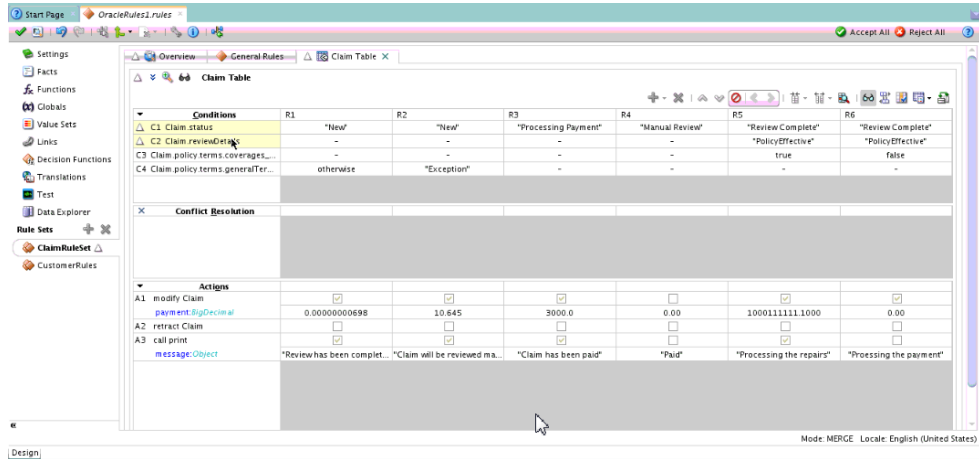 Start Page OracleRules1.rules
Accept All Reject All
Settings
Facts
Functions
Globals
Value Sets
Links
Decision Functions
Translations
Test
Data Explorer
Rule Sets
ClaimRuleSet
CustomerRules
Overview General Rules Claim Table
Claim Table
Conditions R1 R2 R3 R4 R5 R6
C1 Claim.status "New" "New" "Processing Payment" "Manual Review" "Review Complete" "Review Complete"
C2 Claim.reviewDetails - - - - "PolicyEffective" "PolicyEffective"
C3 Claim.policy.terms.coverages_... - - - - true false
C4 Claim.policy.terms.generalTer... otherwise "Exception" - - - -
Conflict Resolution
Actions
A1 modify Claim
payment:BigDecimal 0.00000000698 10.645 3000.0 0.00 1000111111.1000 0.00
A2 retract Claim
A3 call print
message:Object "Review has been complet... "Claim will be reviewed ma... "Claim has been paid" "Paid" "Processing the repairs" "Proessing the payment"
Mode: MERGE Locale: English (United States)
Design